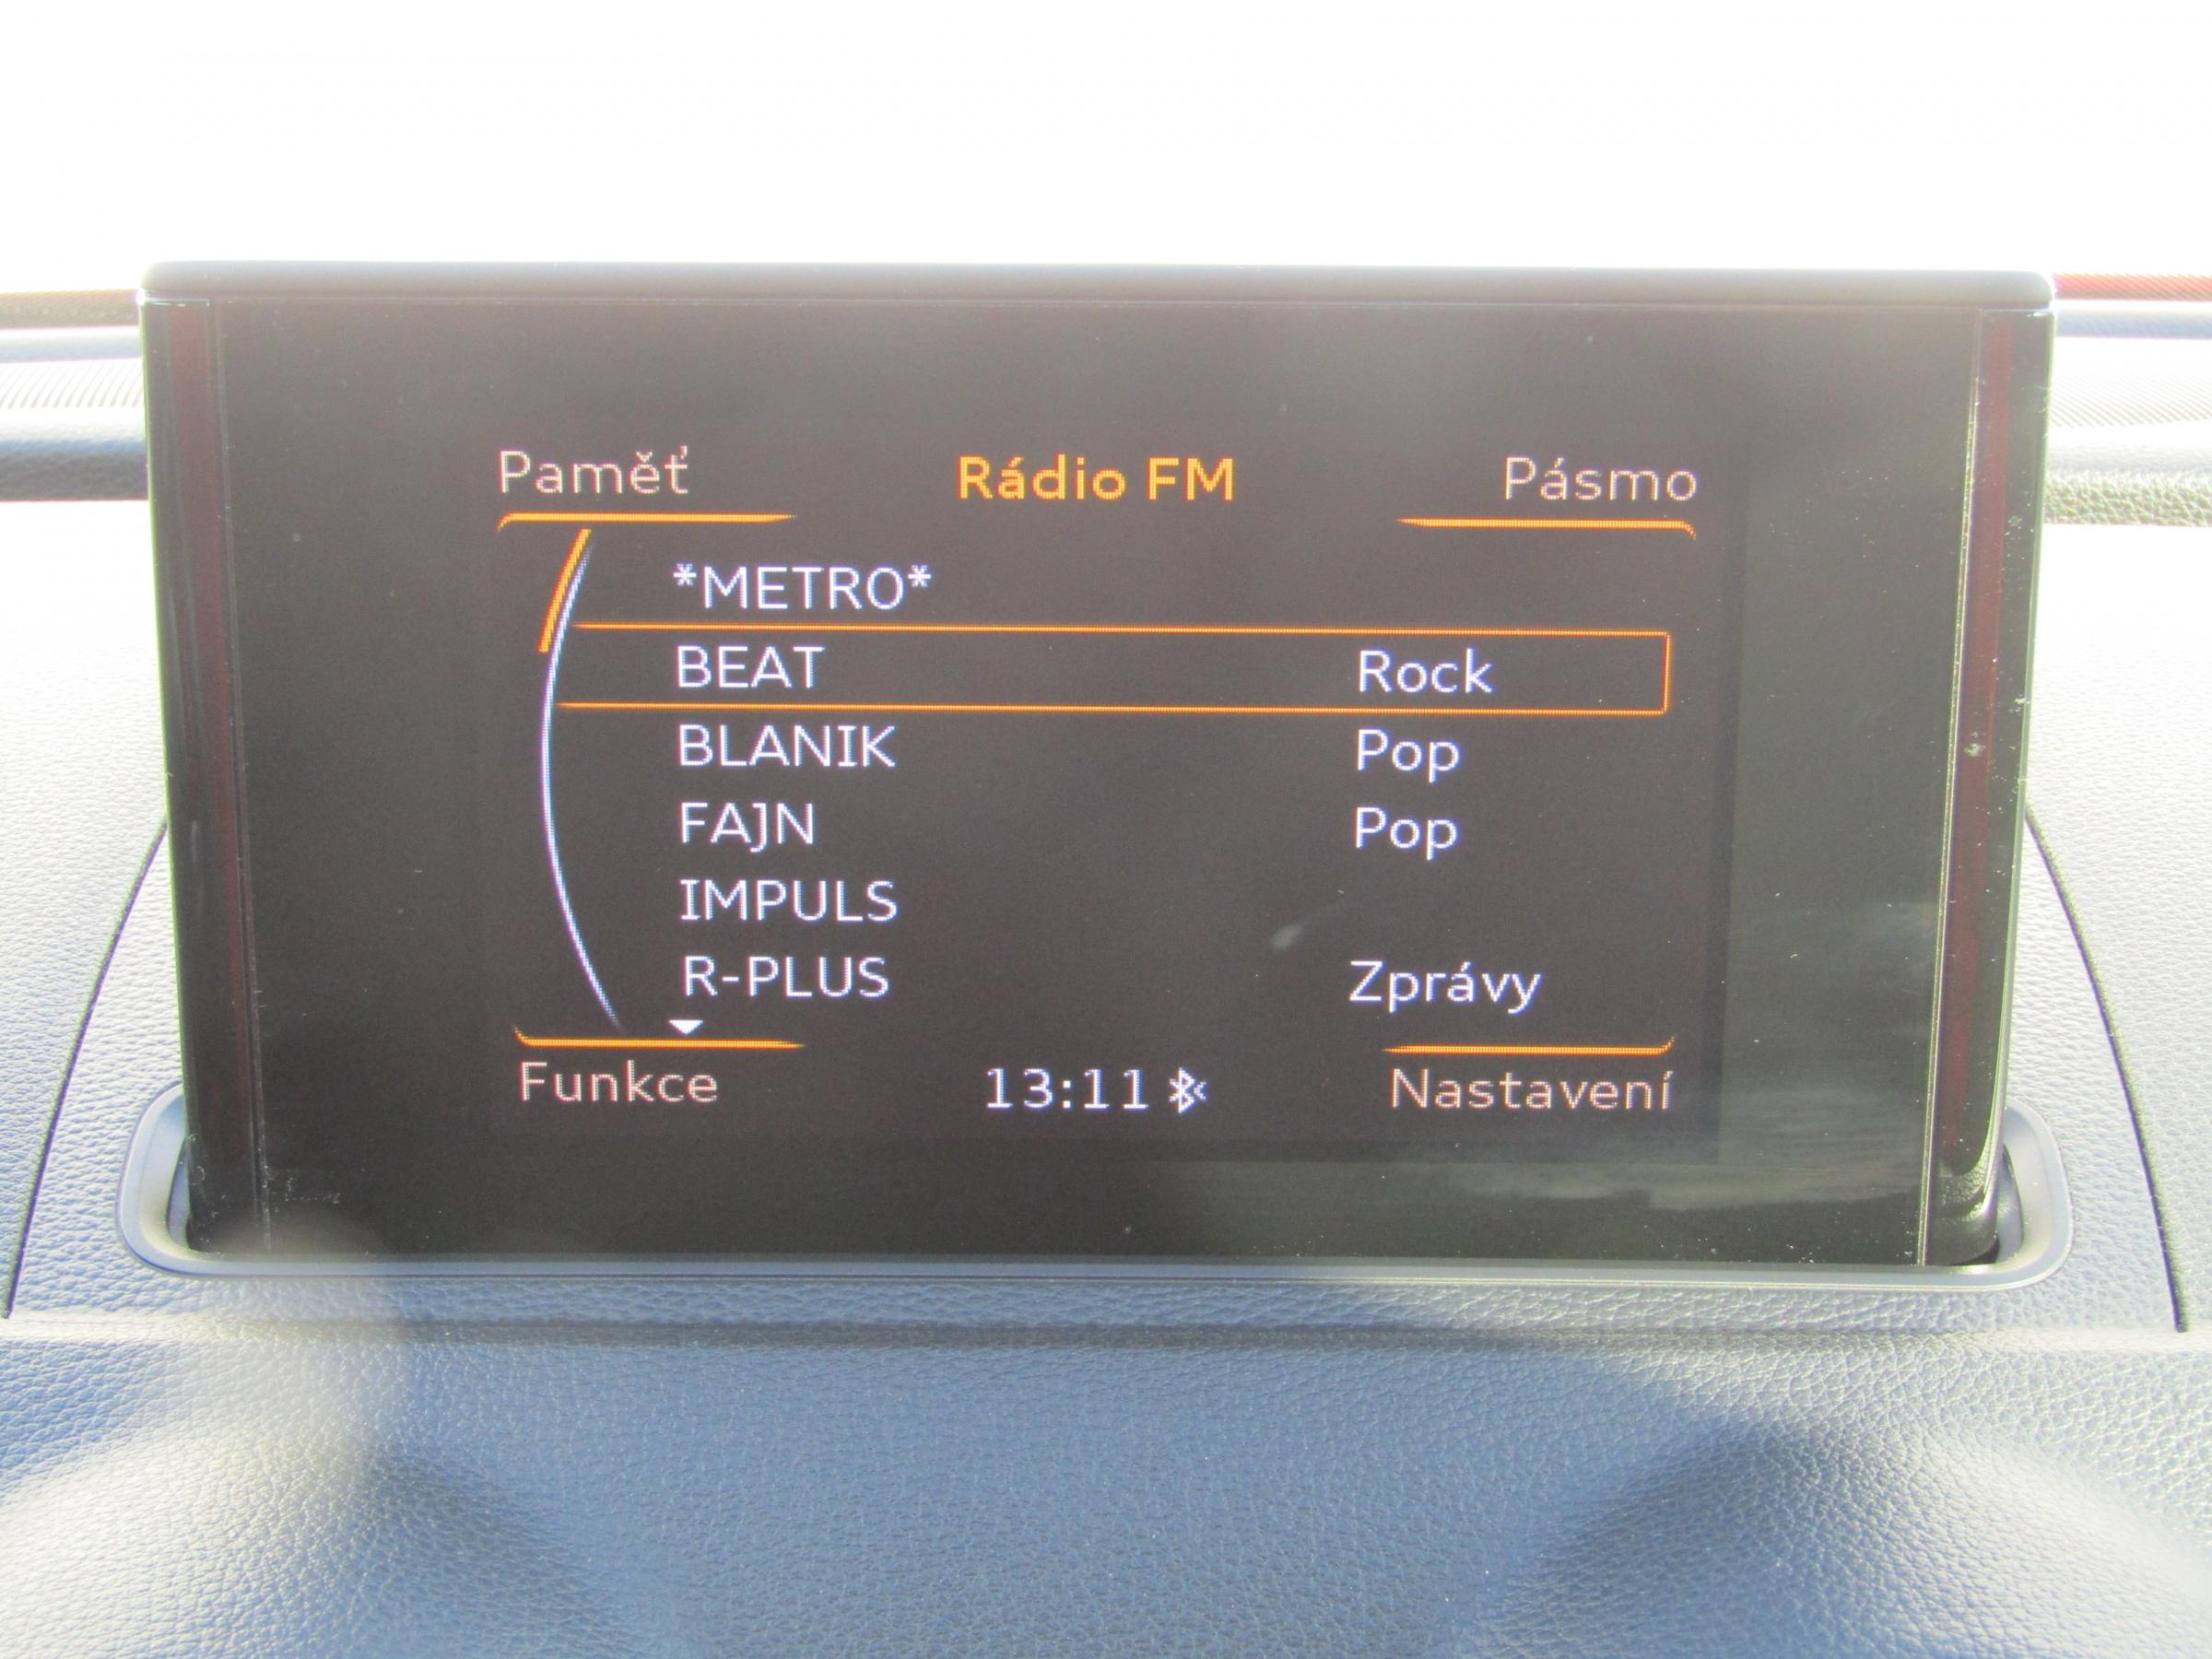 Paměť Rádio FM Pásmo
*METRO*
BEAT Rock
BLANIK Pop
FAJN Pop
IMPULS
R-PLUS Zprávy
Funkce 13:11 Nastavení